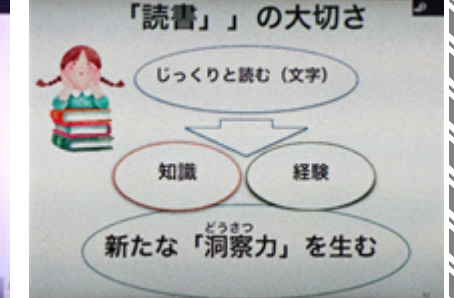 「読書」」の大切さ
じっくりと読む（文字）
知識
経験
どうさつ
新たな「洞察力」を生む